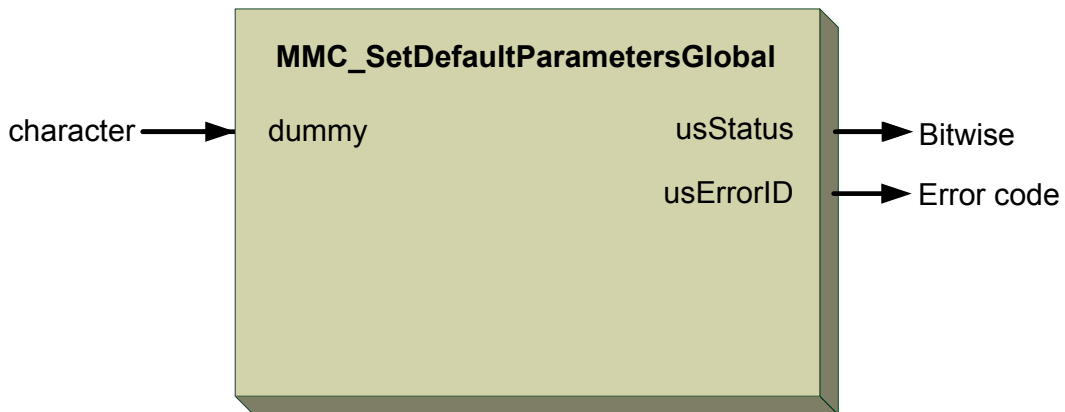 MMC_SetDefaultParametersGlobal
character dummy usStatus Bitwise
usErrorID Error code